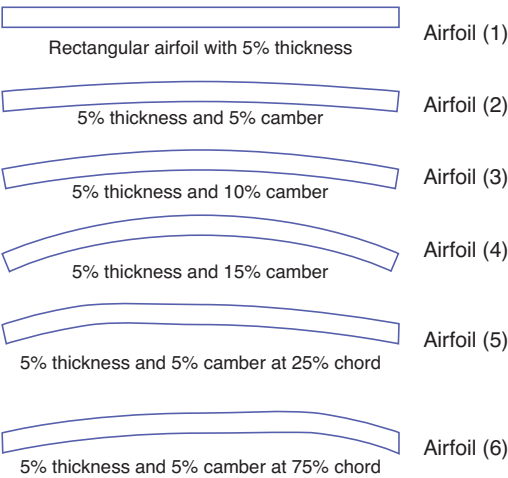 Airfoil (1)
Rectangular airfoil with 5% thickness
Airfoil (2)
5% thickness and 5% camber
Airfoil (3)
5% thickness and 10% camber
Airfoil (4)
5% thickness and 15% camber
Airfoil (5)
5% thickness and 5% camber at 25% chord
Airfoil (6)
5% thickness and 5% camber at 75% chord